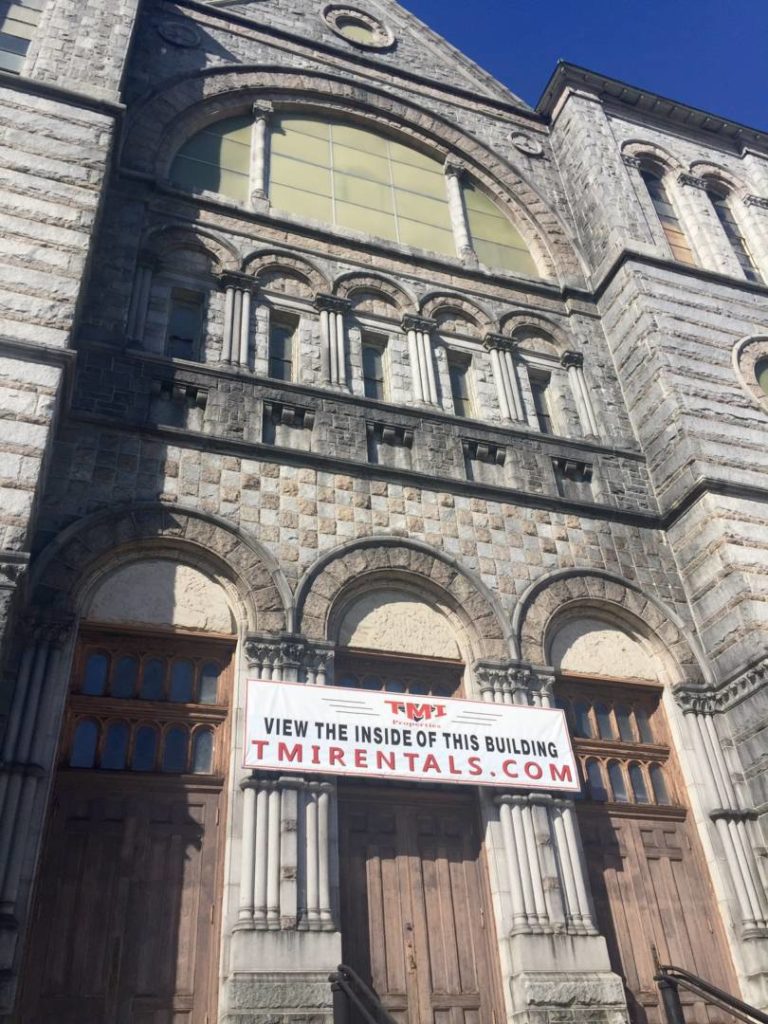 TMI
Properties
VIEW THE INSIDE OF THIS BUILDING
TMIRENTALS.COM